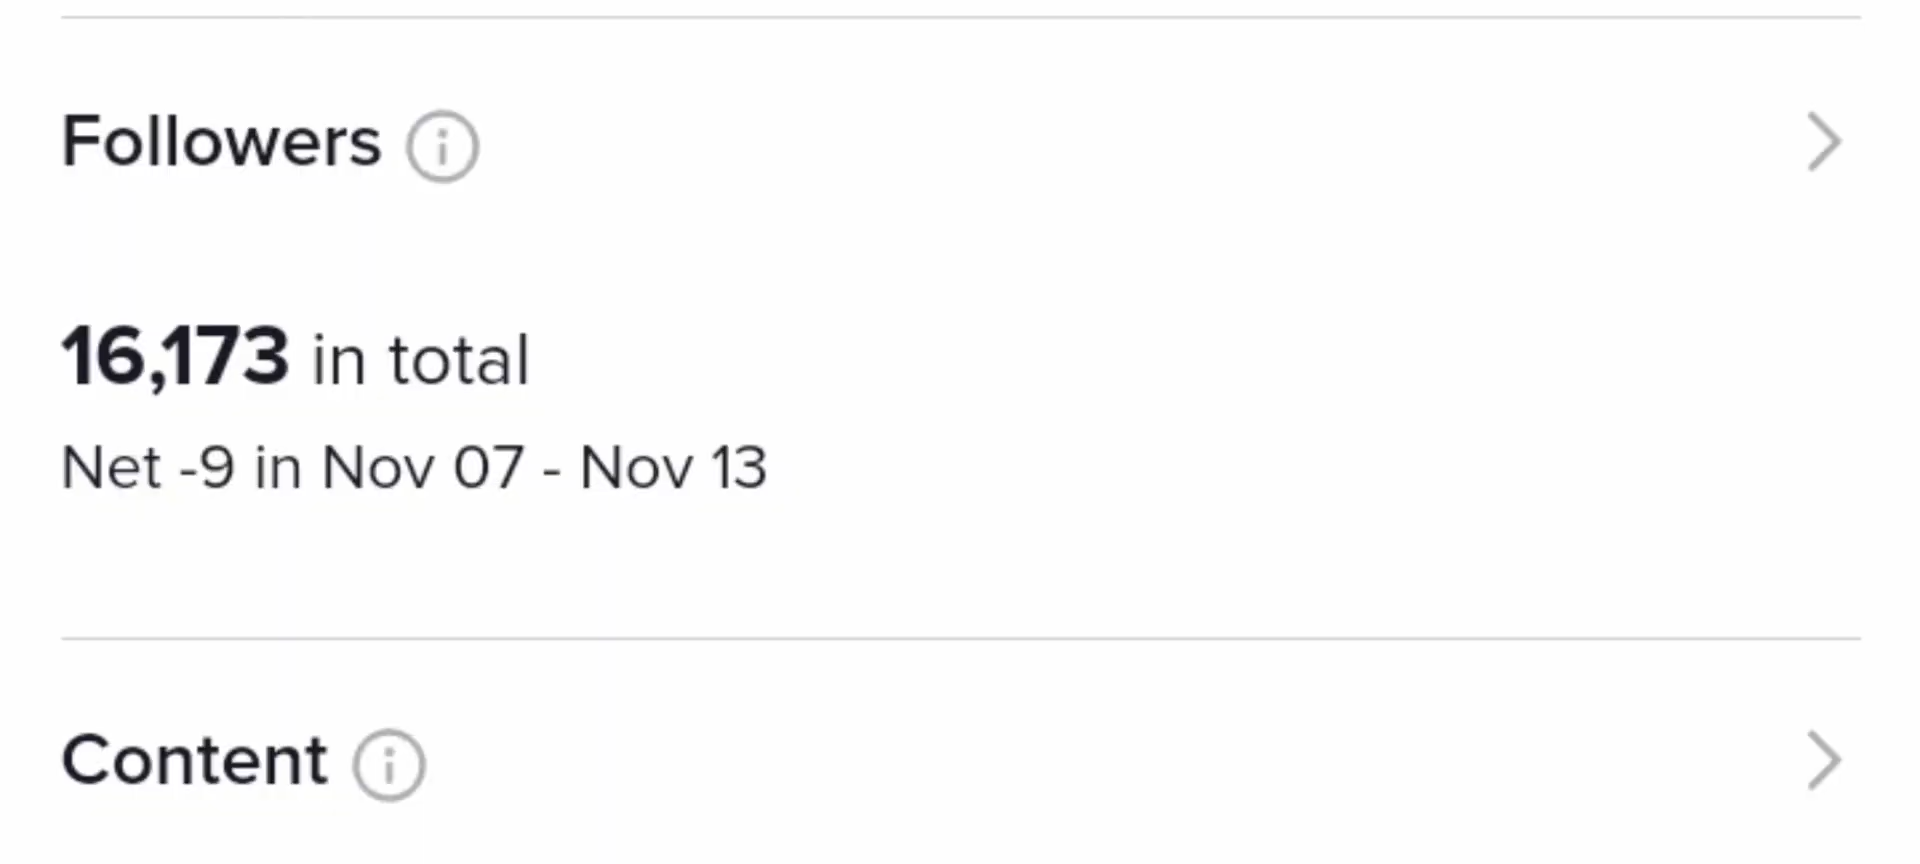 Followers
16,173 in total
Net -9 in Nov 07 - Nov 13
Content